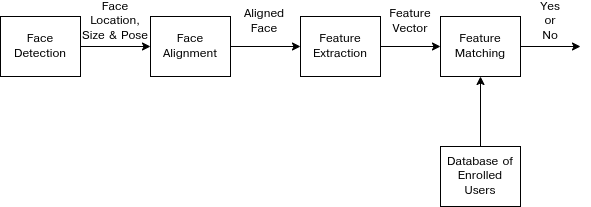 Face
Detection
Face
Location,
Size & Pose
Face
Alignment
Aligned
Face
Feature
Extraction
Feature
Vector
Feature
Matching
Yes
or
No
Database of
Enrolled
Users